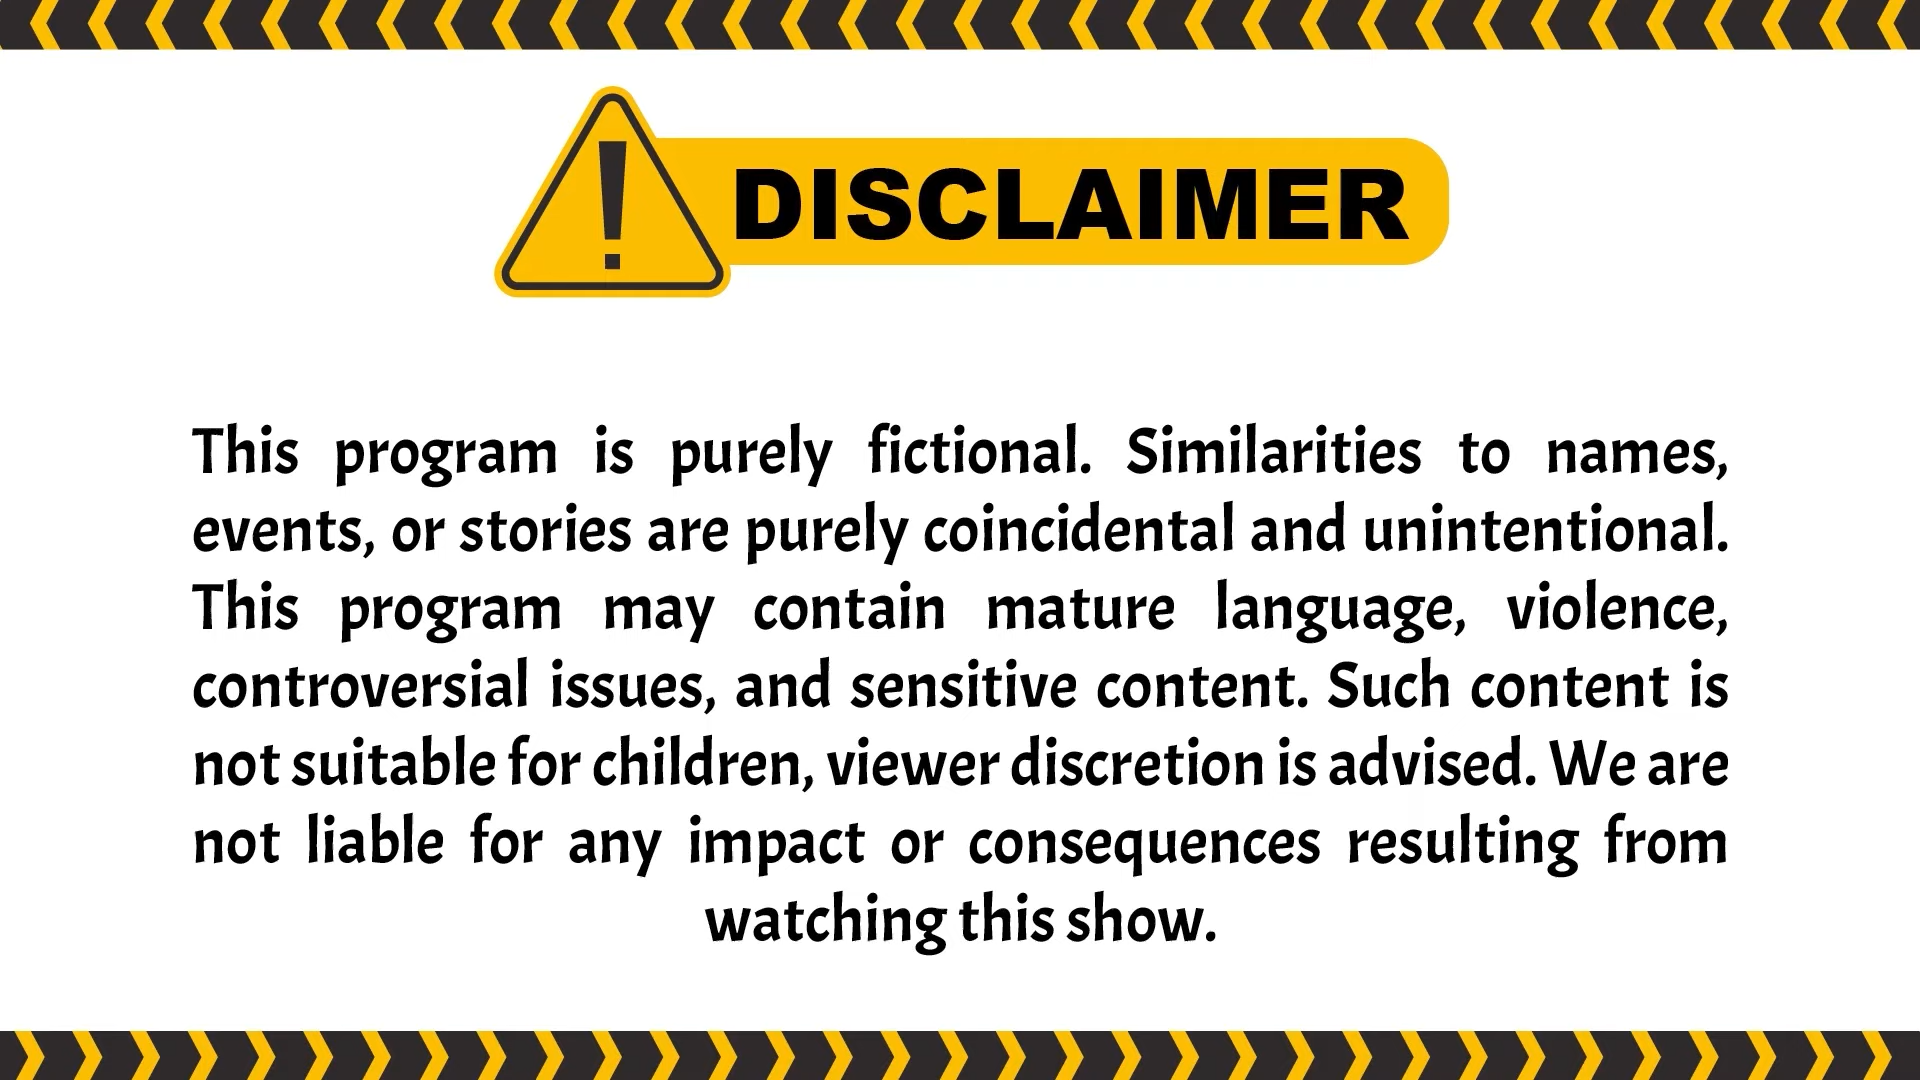 DISCLAIMER
This program is purely fictional. Similarities to names,
events, or stories are purely coincidental and unintentional.
This program may contain mature language, violence,
controversial issues, and sensitive content. Such content is
not suitable for children, viewer discretion is advised. We are
not liable for any impact or consequences resulting from
watching this show.